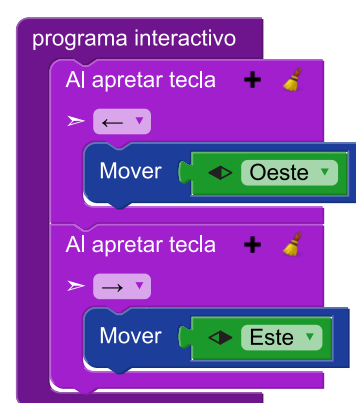 programa interactivo
Al apretar tecla
←
Mover Oeste
Al apretar tecla
→
Mover Este